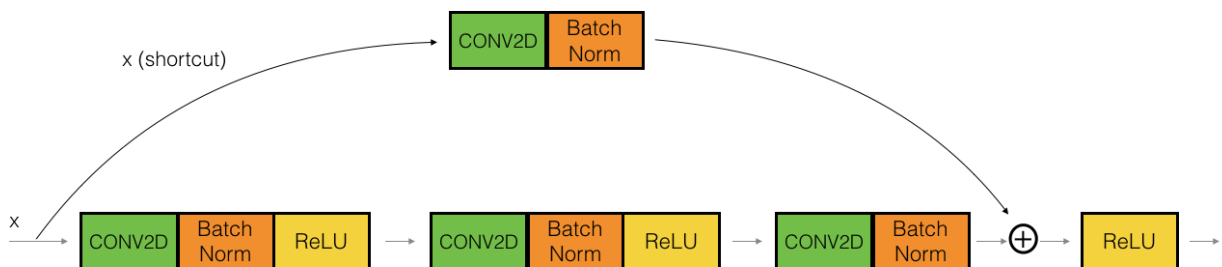 CONV2D
Batch
Norm
x (shortcut)
x
CONV2D
Batch
Norm
ReLU
CONV2D
Batch
Norm
ReLU
CONV2D
Batch
Norm
ReLU